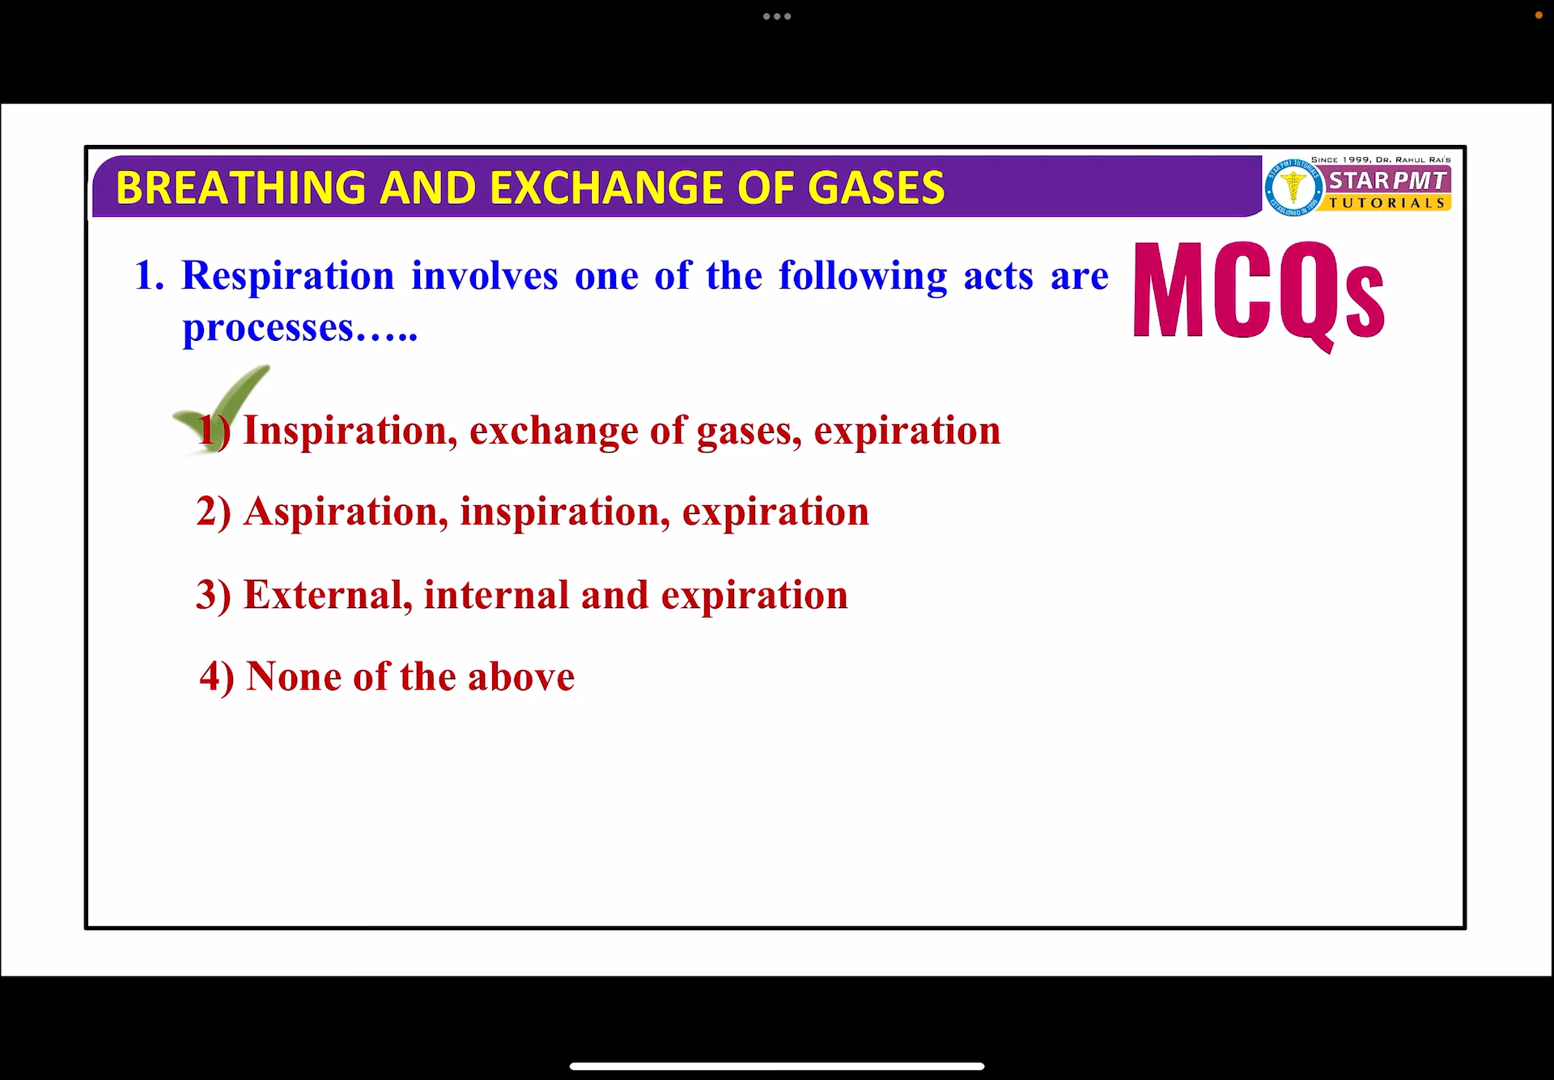 BREATHING AND EXCHANGE OF GASES
SINCE 1999, DR. RAHUL RAI'S
STAR PMT
TUTORIALS
MCQs
1. Respiration involves one of the following acts are
processes.....
1) Inspiration, exchange of gases, expiration
2) Aspiration, inspiration, expiration
3) External, internal and expiration
4) None of the above